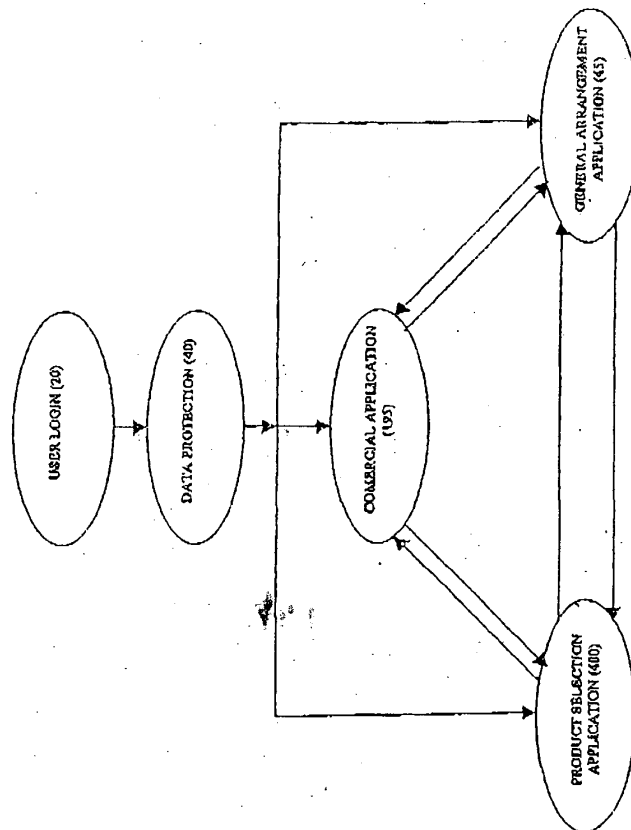 USER LOGIN (20)
DATA PROTECTION (40)
COMERCIAL APPLICATION
(195)
PRODUCT SELECTION
APPLICATION (400)
GENERAL ARRANGEMENT
APPLICATION (45)